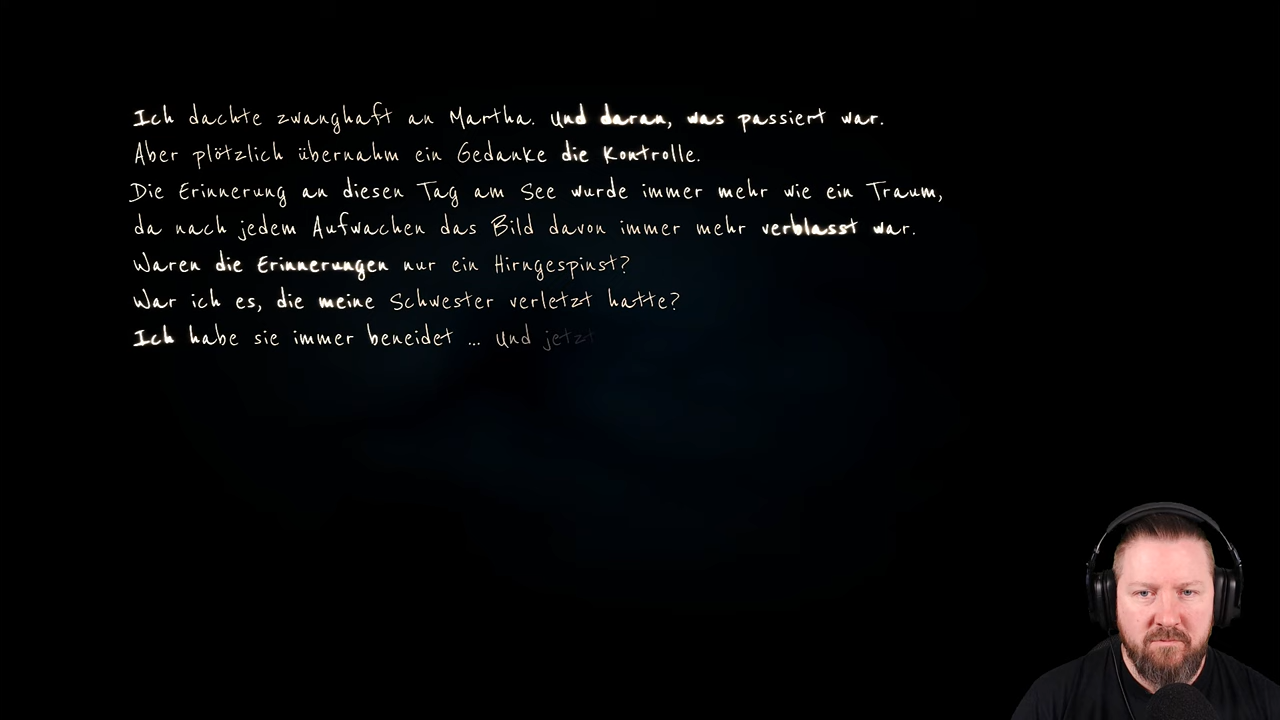 Ich dachte zwanghaft an Martha. Und daran, was passiert war.
Aber plötzlich übernahm ein Gedanke die Kontrolle.
Die Erinnerung an diesen Tag am See wurde immer mehr wie ein Traum,
da nach jedem Aufwachen das Bild davon immer mehr verblasst war.
Waren die Erinnerungen nur ein Hirngespinst?
War ich es, die meine Schwester verletzt hatte?
Ich habe sie immer beneidet ... Und jetzt